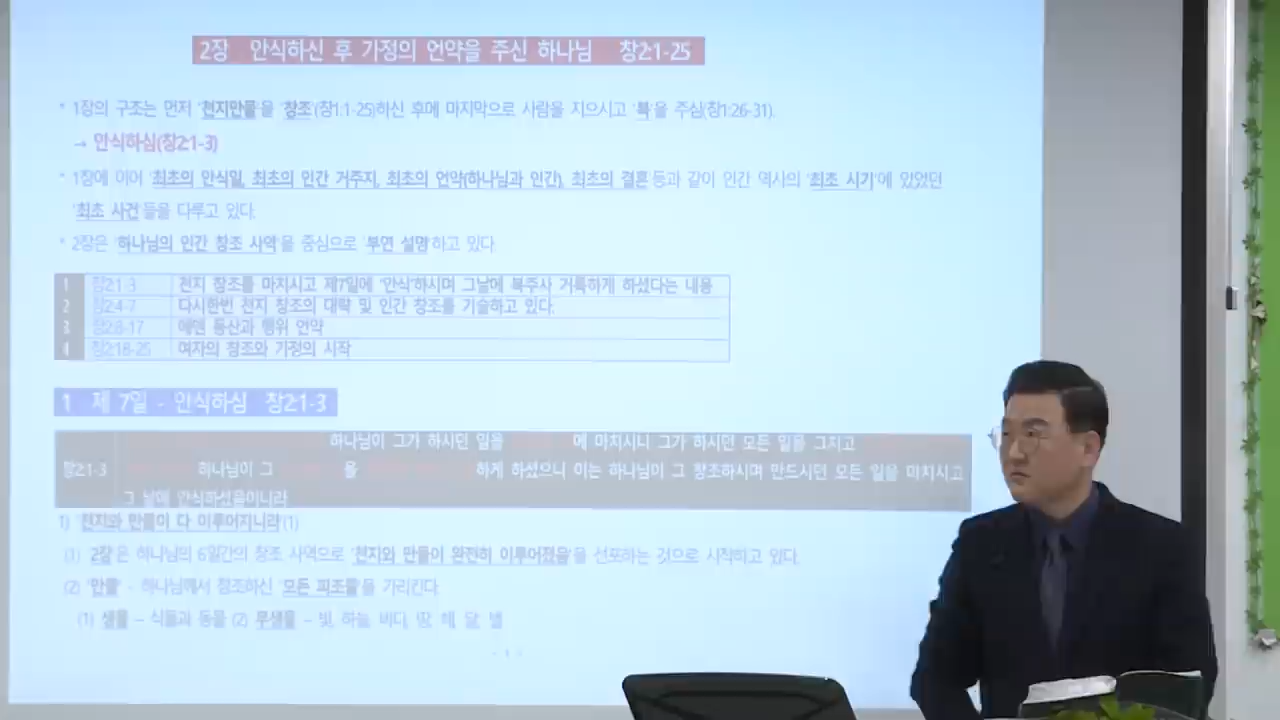 2장 안식하신 후 가정의 언약을 주신 하나님 창2:1-25
* 1장의 구조는 먼저 '천지만물'을 '창조'(창1:1-25)하신 후에 마지막으로 사람을 지으시고 '복'을 주심(창1:26-31).
→ 안식하심(창2:1-3)
* 1장에 이어 '최초의 안식일, 최초의 인간 거주지, 최초의 언약(하나님과 인간), 최초의 결혼'등과 같이 인간 역사의 '최초 시기'에 있었던
'최초 사건'들을 다루고 있다.
* 2장은 '하나님의 인간 창조 사역'을 중심으로 '부연 설명'하고 있다.
1 창2:1-3 천지 창조를 마치시고 제7일에 '안식'하시며 그날에 복주사 거룩하게 하셨다는 내용
2 창2:4-7 다시한번 천지 창조의 대략 및 인간 창조를 기술하고 있다.
3 창2:8-17 에덴 동산과 행위 언약
4 창2:18-25 여자의 창조와 가정의 시작
1 제 7일 - 안식하심 창2:1-3
하나님이 그가 하시던 일을 에 마치시니 그가 하시던 모든 일을 그치고
창2:1-3 하나님이 그 을 하게 하셨으니 이는 하나님이 그 창조하시며 만드시던 모든 일을 마치시고
그 날에 안식하셨음이니라
1) '천지와 만물이 다 이루어지니라'(1)
(1) '2장'은 하나님의 6일간의 창조 사역으로 '천지와 만물이 완전히 이루어졌음'을 선포하는 것으로 시작하고 있다.
(2) '만물' - 하나님께서 창조하신 '모든 피조물'을 가리킨다.
(1) 생물 - 식물과 동물 (2) 무생물 - 빛, 하늘, 바다, 땅, 해, 달, 별
- 1 -